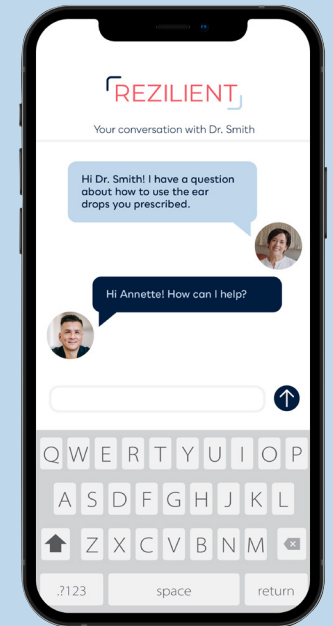 REZILIENT
Your conversation with Dr. Smith
Hi Dr. Smith! I have a question
about how to use the ear
drops you prescribed.
Hi Annette! How can I help?
Q W E R T Y U I O P
A S D F G H J K L
Z X C V B N M
.?123 space return